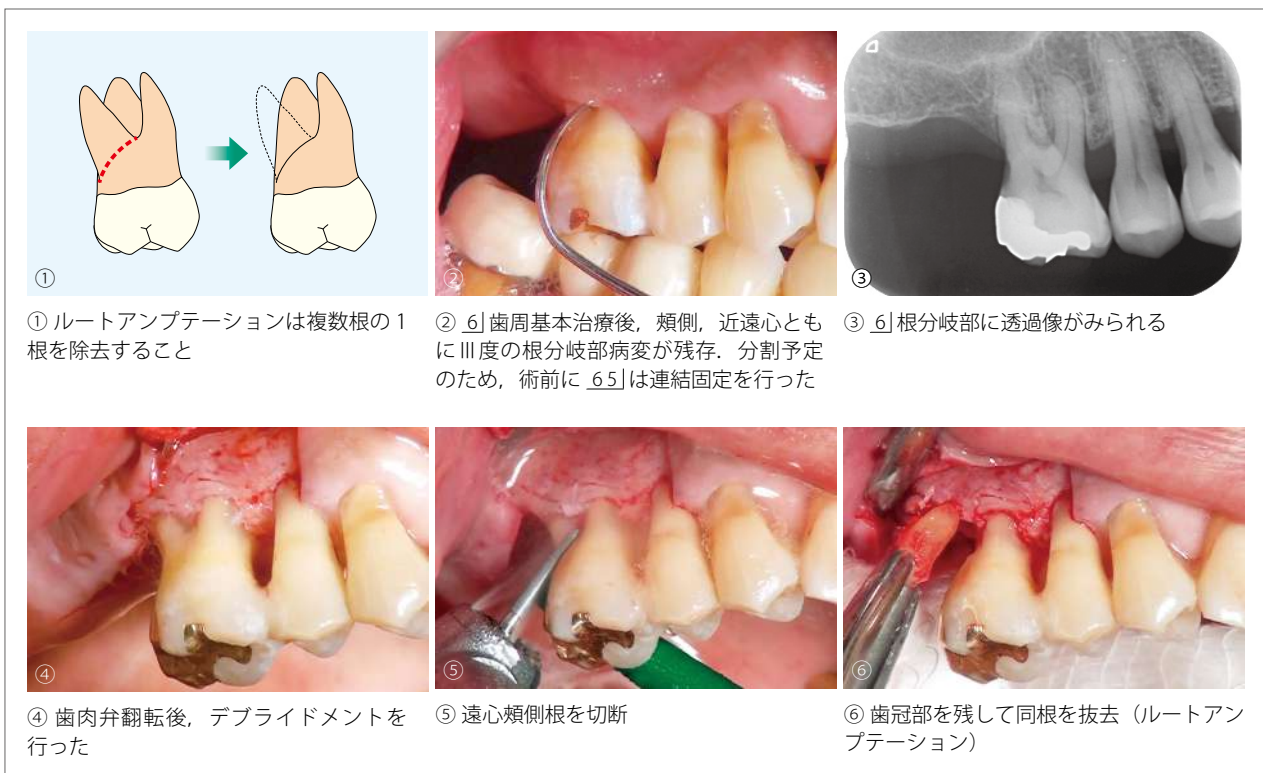 ①
②
③
① ルートアンプテーションは複数根の1
根を除去すること
② 6| 歯周基本治療後，頬側，近遠心とも
にⅢ度の根分岐部病変が残存．分割予定
のため，術前に 6 5| は連結固定を行った
③ 6| 根分岐部に透過像がみられる
④
⑤
⑥
④ 歯肉弁翻転後，デブライドメントを
行った
⑤ 遠心頬側根を切断
⑥ 歯冠部を残して同根を抜去（ルートアン
プテーション）